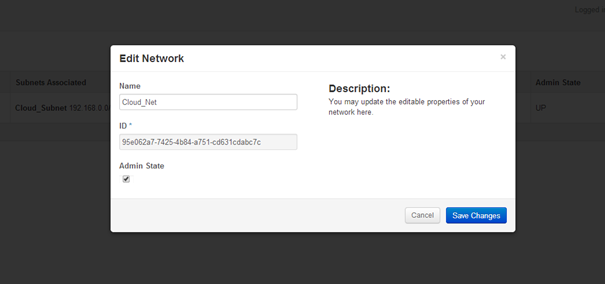 Logged
Edit Network
×
Subnets Associated
Admin State
Name
Description:
Cloud_Subnet 192.168.0.0/
Cloud_Net
You may update the editable properties of your
network here.
UP
ID *
95e062a7-7425-4b84-a751-cd631cdabc7c
Admin State
Cancel
Save Changes